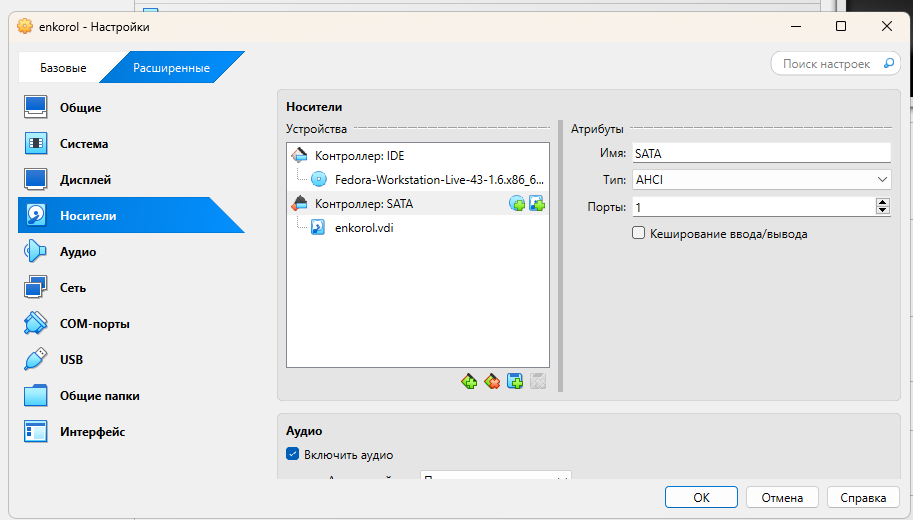 enkorol - Настройки
Базовые
Расширенные
Поиск настроек
Общие
Система
Дисплей
Носители
Аудио
Сеть
COM-порты
USB
Общие папки
Интерфейс
Носители
Устройства
Контроллер: IDE
Fedora-Workstation-Live-43-1.6.x86_6...
Контроллер: SATA
enkorol.vdi
Атрибуты
Имя: SATA
Тип: AHCI
Порты: 1
Кеширование ввода/вывода
Аудио
Включить аудио
OK
Отмена
Справка